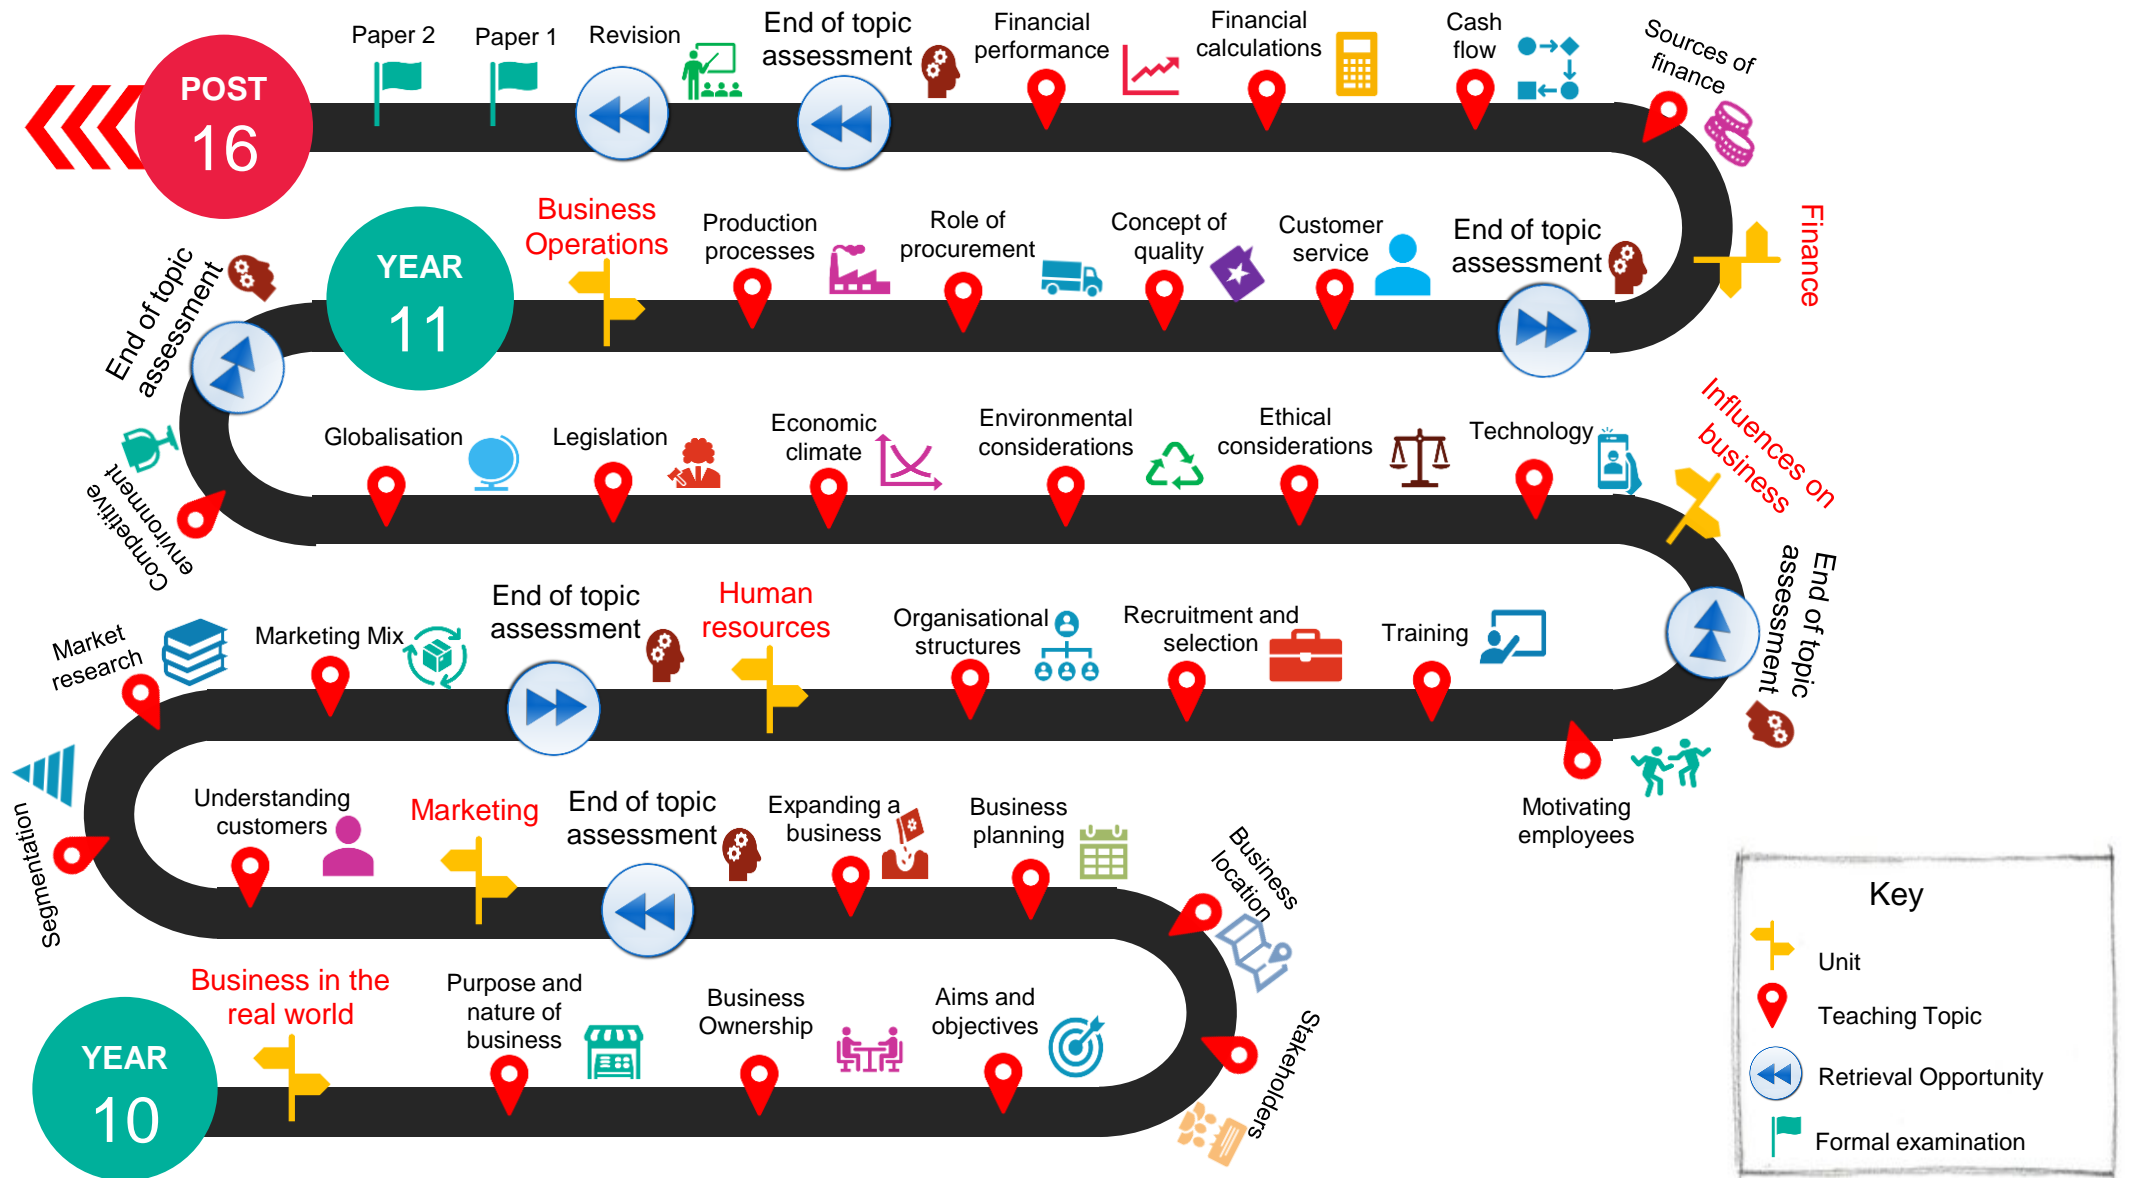 Paper 2
Paper 1
Revision
End of topic
assessment
Financial
performance
Financial
calculations
Cash
flow
Sources of
finance
POST
16
Finance
End of topic
assessment
YEAR
11
Business
Operations
Production
processes
Role of
procurement
Concept of
quality
Customer
service
End of topic
assessment
Competitive
environment
Globalisation
Legislation
Economic
climate
Environmental
considerations
Ethical
considerations
Technology
Influences on
business
End of topic
assessment
Market
research
Marketing Mix
End of topic
assessment
Human
resources
Organisational
structures
Recruitment and
selection
Training
Motivating
employees
Segmentation
Understanding
customers
Marketing
End of topic
assessment
Expanding a
business
Business
planning
Business
location
Stakeholders
YEAR
10
Business in the
real world
Purpose and
nature of
business
Business
Ownership
Aims and
objectives
Key
Unit
Teaching Topic
Retrieval Opportunity
Formal examination